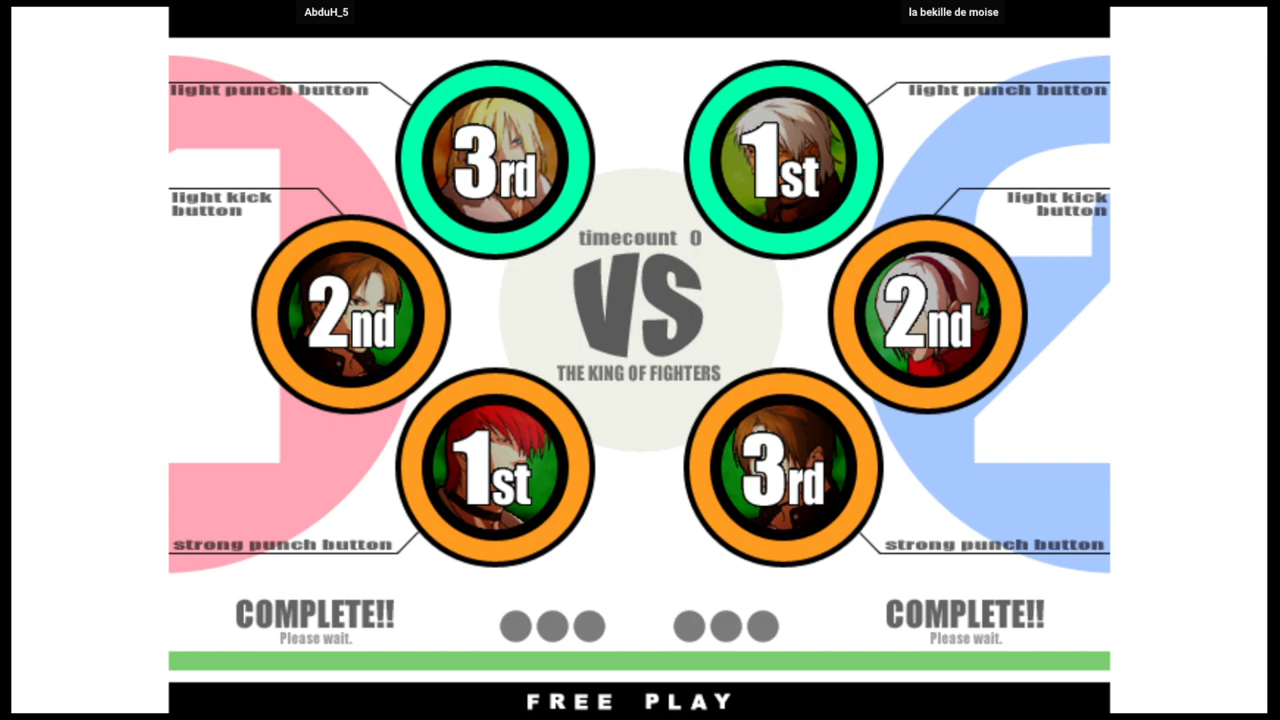 AbduH_5
la bekille de moise
light punch button
light punch button
3rd
1st
light kick
button
light kick
button
timecount 0
VS
2nd
2nd
THE KING OF FIGHTERS
1st
3rd
strong punch button
strong punch button
COMPLETE!!
Please wait.
COMPLETE!!
Please wait.
FREE PLAY